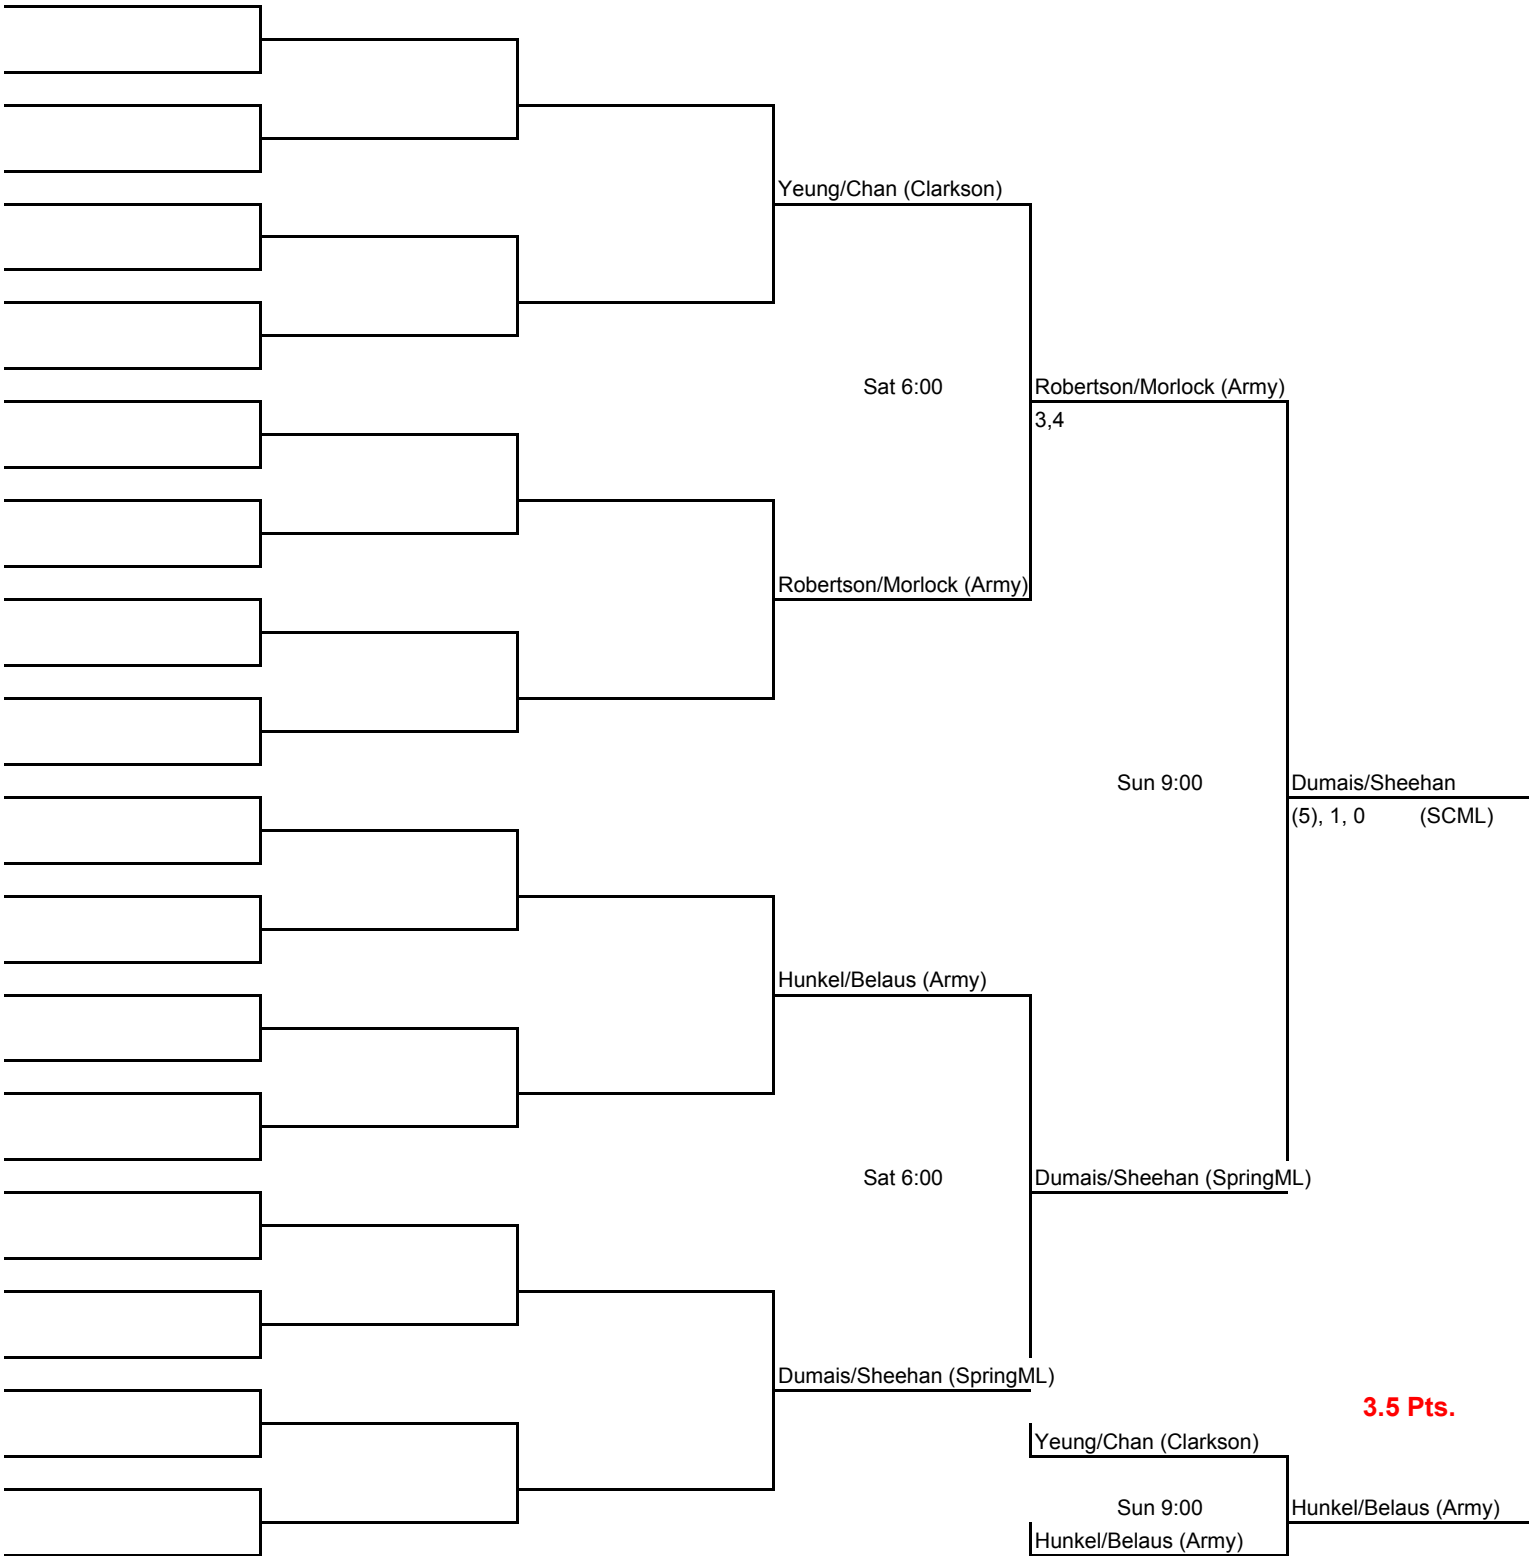 Yeung/Chan (Clarkson)
Sat 6:00
Robertson/Morlock (Army)
3,4
Robertson/Morlock (Army)
Sun 9:00
Dumais/Sheehan
(5), 1, 0 (SCML)
Hunkel/Belaus (Army)
Sat 6:00
Dumais/Sheehan (SpringML)
Dumais/Sheehan (SpringML)
3.5 Pts.
Yeung/Chan (Clarkson)
Sun 9:00
Hunkel/Belaus (Army)
Hunkel/Belaus (Army)